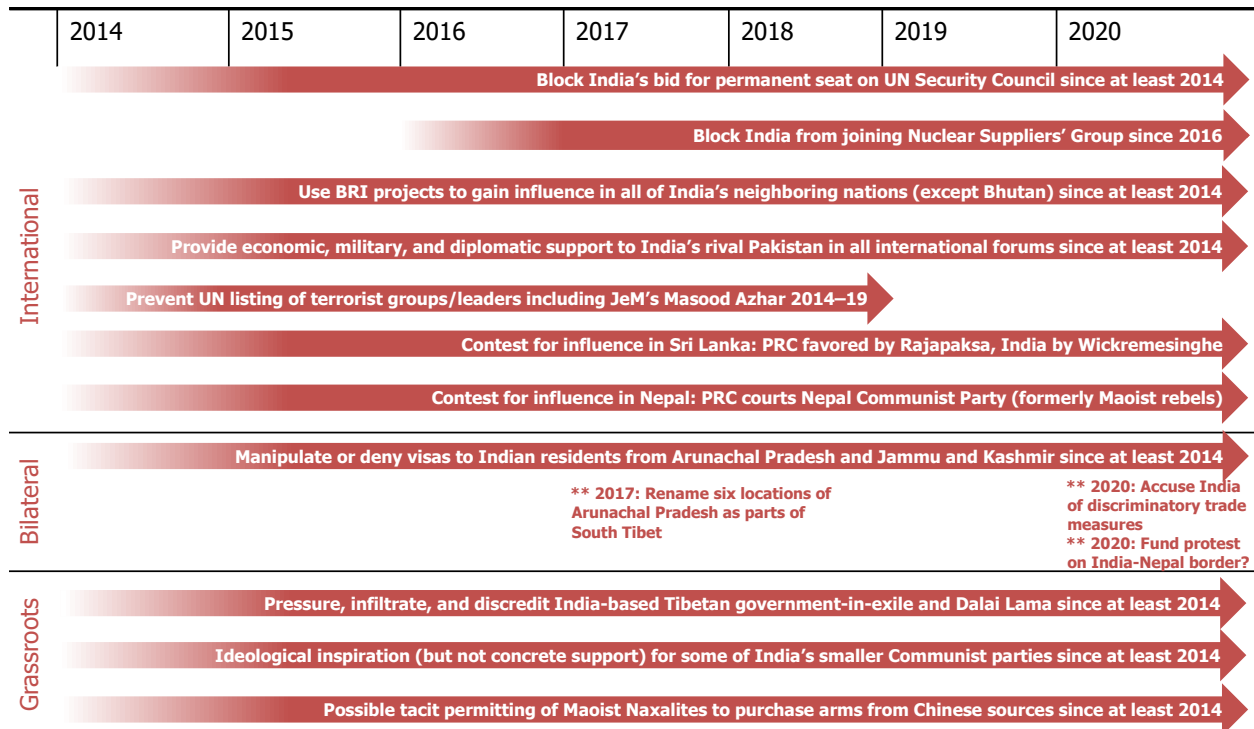 2014 2015 2016 2017 2018 2019 2020
International
Block India’s bid for permanent seat on UN Security Council since at least 2014
Block India from joining Nuclear Suppliers’ Group since 2016
Use BRI projects to gain influence in all of India’s neighboring nations (except Bhutan) since at least 2014
Provide economic, military, and diplomatic support to India’s rival Pakistan in all international forums since at least 2014
Prevent UN listing of terrorist groups/leaders including JeM’s Masood Azhar 2014–19
Contest for influence in Sri Lanka: PRC favored by Rajapaksa, India by Wickremesinghe
Contest for influence in Nepal: PRC courts Nepal Communist Party (formerly Maoist rebels)
Bilateral
Manipulate or deny visas to Indian residents from Arunachal Pradesh and Jammu and Kashmir since at least 2014
** 2017: Rename six locations of
Arunachal Pradesh as parts of
South Tibet
** 2020: Accuse India
of discriminatory trade
measures
** 2020: Fund protest
on India-Nepal border?
Grassroots
Pressure, infiltrate, and discredit India-based Tibetan government-in-exile and Dalai Lama since at least 2014
Ideological inspiration (but not concrete support) for some of India’s smaller Communist parties since at least 2014
Possible tacit permitting of Maoist Naxalites to purchase arms from Chinese sources since at least 2014